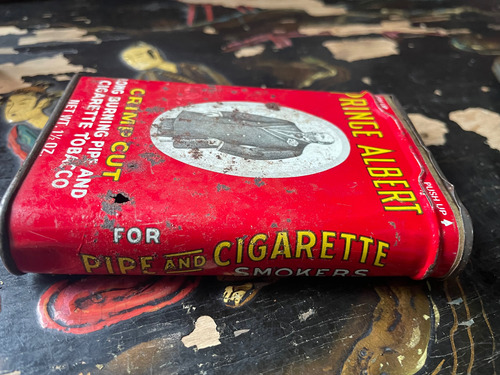 PRINCE ALBERT
CRIMP CUT
LONG BURNING PIPE AND
CIGARETTE TOBACCO
NET WT. 1½ OZ.
PUSH UP
FOR
PIPE AND CIGARETTE
SMOKERS